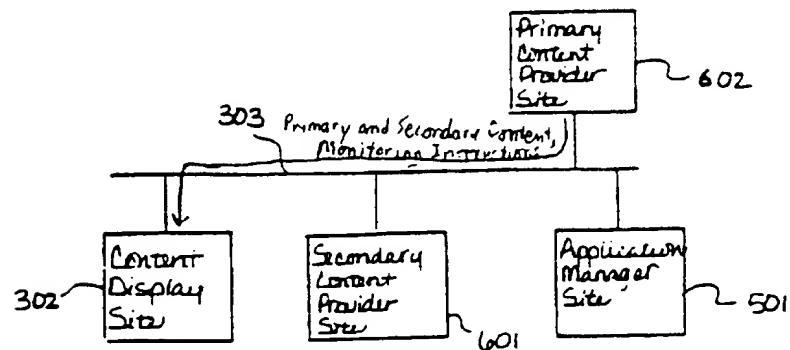 Primary
Content
Provider
Site
602
303
Primary and Secondary Content,
Monitoring Instructions
Content
Display
Site
302
Secondary
Content
Provider
Site
601
Application
Manager
Site
501